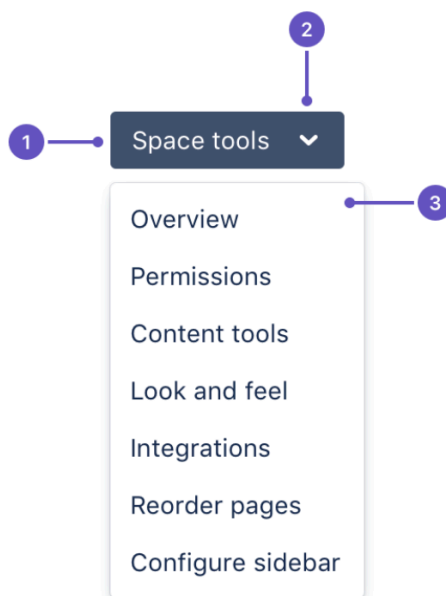 2
1
Space tools
3
Overview
Permissions
Content tools
Look and feel
Integrations
Reorder pages
Configure sidebar